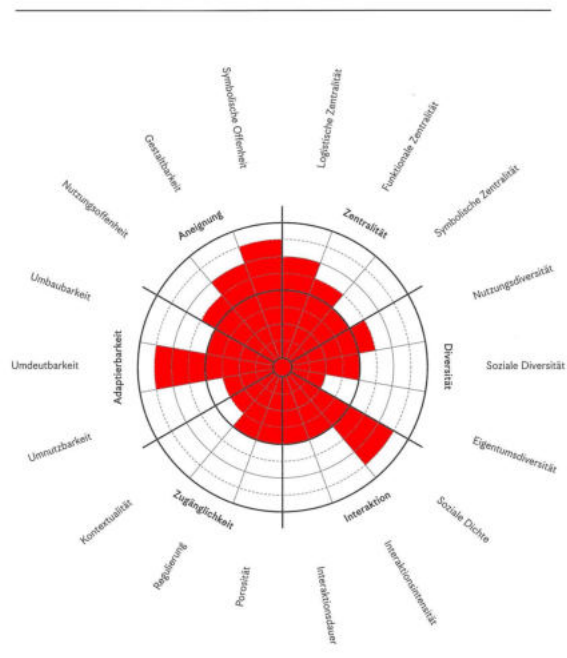 Symbolische Offenheit
Logistische Zentralität
Funktionale Zentralität
Symbolische Zentralität
Nutzungsdiversität
Soziale Diversität
Eigentumsdiversität
Soziale Dichte
Interaktionsintensität
Interaktionsdauer
Porosität
Regulierung
Kontextualität
Umnutzbarkeit
Umdeutbarkeit
Umbaubarkeit
Nutzungsoffenheit
Gestaltbarkeit
Aneignung
Zentralität
Diversität
Interaktion
Zugänglichkeit
Adaptierbarkeit